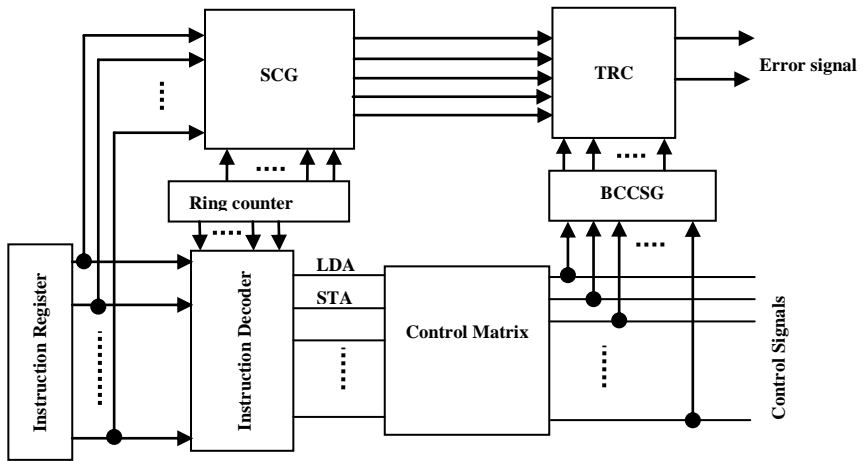 SCG
TRC
Error signal
Ring counter
BCCSG
Instruction Register
Instruction Decoder
LDA
STA
Control Matrix
Control Signals